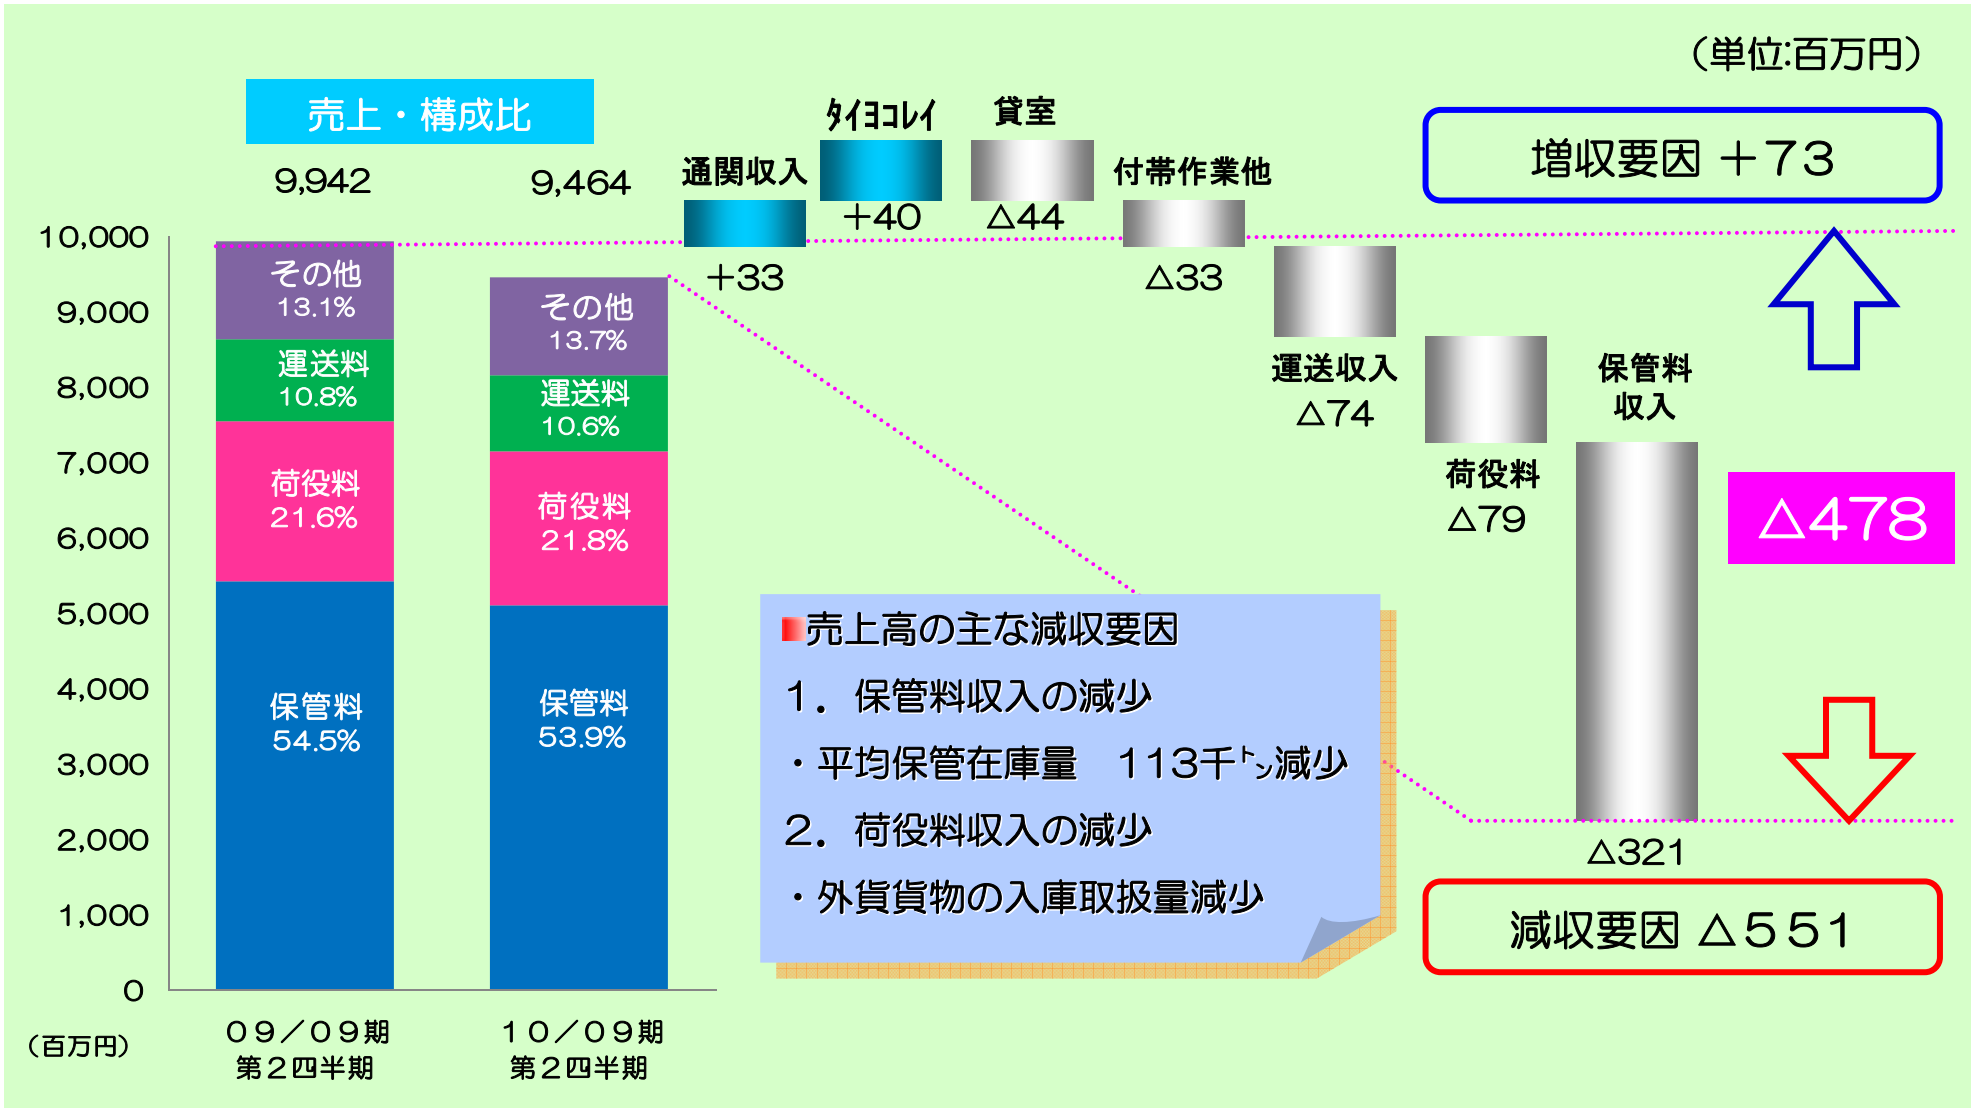 （単位:百万円）
売上・構成比
9,942
9,464
10,000
9,000
8,000
7,000
6,000
5,000
4,000
3,000
2,000
1,000
0
（百万円）
その他
13.1%
運送料
10.8%
荷役料
21.6%
保管料
54.5%
０９／０９期
第２四半期
その他
13.7%
運送料
10.6%
荷役料
21.8%
保管料
53.9%
１０／０９期
第２四半期
通関収入
＋33
ﾀｲﾖｺﾚｲ
＋40
貸室
△44
付帯作業他
△33
運送収入
△74
荷役料
△79
保管料
収入
△321
増収要因 ＋７３
△478
減収要因 △５５１
売上高の主な減収要因
１．保管料収入の減少
・平均保管在庫量　113千㌧減少
２．荷役料収入の減少
・外貨貨物の入庫取扱量減少